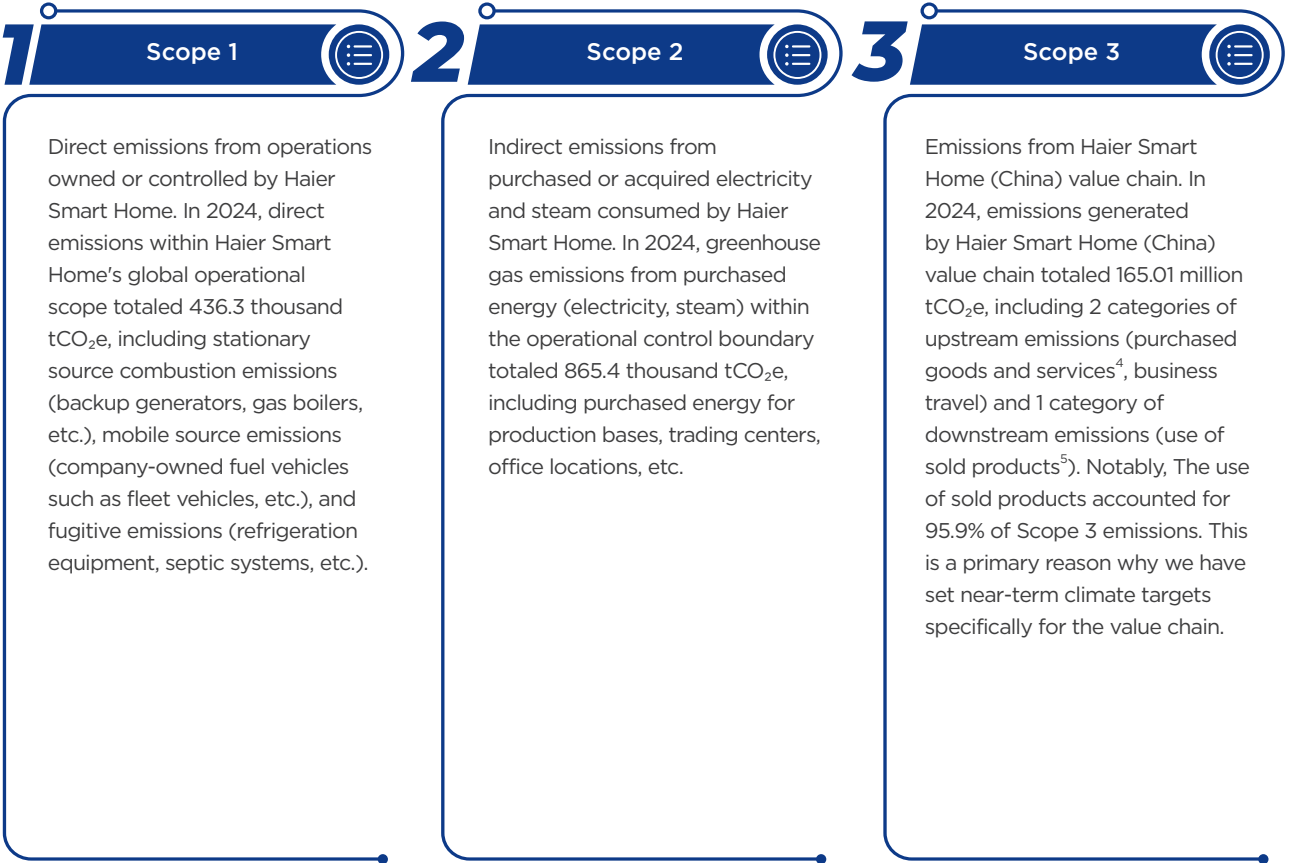 1
Scope 1
Direct emissions from operations
owned or controlled by Haier
Smart Home. In 2024, direct
emissions within Haier Smart
Home's global operational
scope totaled 436.3 thousand
tCO₂e, including stationary
source combustion emissions
(backup generators, gas boilers,
etc.), mobile source emissions
(company-owned fuel vehicles
such as fleet vehicles, etc.), and
fugitive emissions (refrigeration
equipment, septic systems, etc.).
2
Scope 2
Indirect emissions from
purchased or acquired electricity
and steam consumed by Haier
Smart Home. In 2024, greenhouse
gas emissions from purchased
energy (electricity, steam) within
the operational control boundary
totaled 865.4 thousand tCO₂e,
including purchased energy for
production bases, trading centers,
office locations, etc.
3
Scope 3
Emissions from Haier Smart
Home (China) value chain. In
2024, emissions generated
by Haier Smart Home (China)
value chain totaled 165.01 million
tCO₂e, including 2 categories of
upstream emissions (purchased
goods and services⁴, business
travel) and 1 category of
downstream emissions (use of
sold products⁵). Notably, The use
of sold products accounted for
95.9% of Scope 3 emissions. This
is a primary reason why we have
set near-term climate targets
specifically for the value chain.